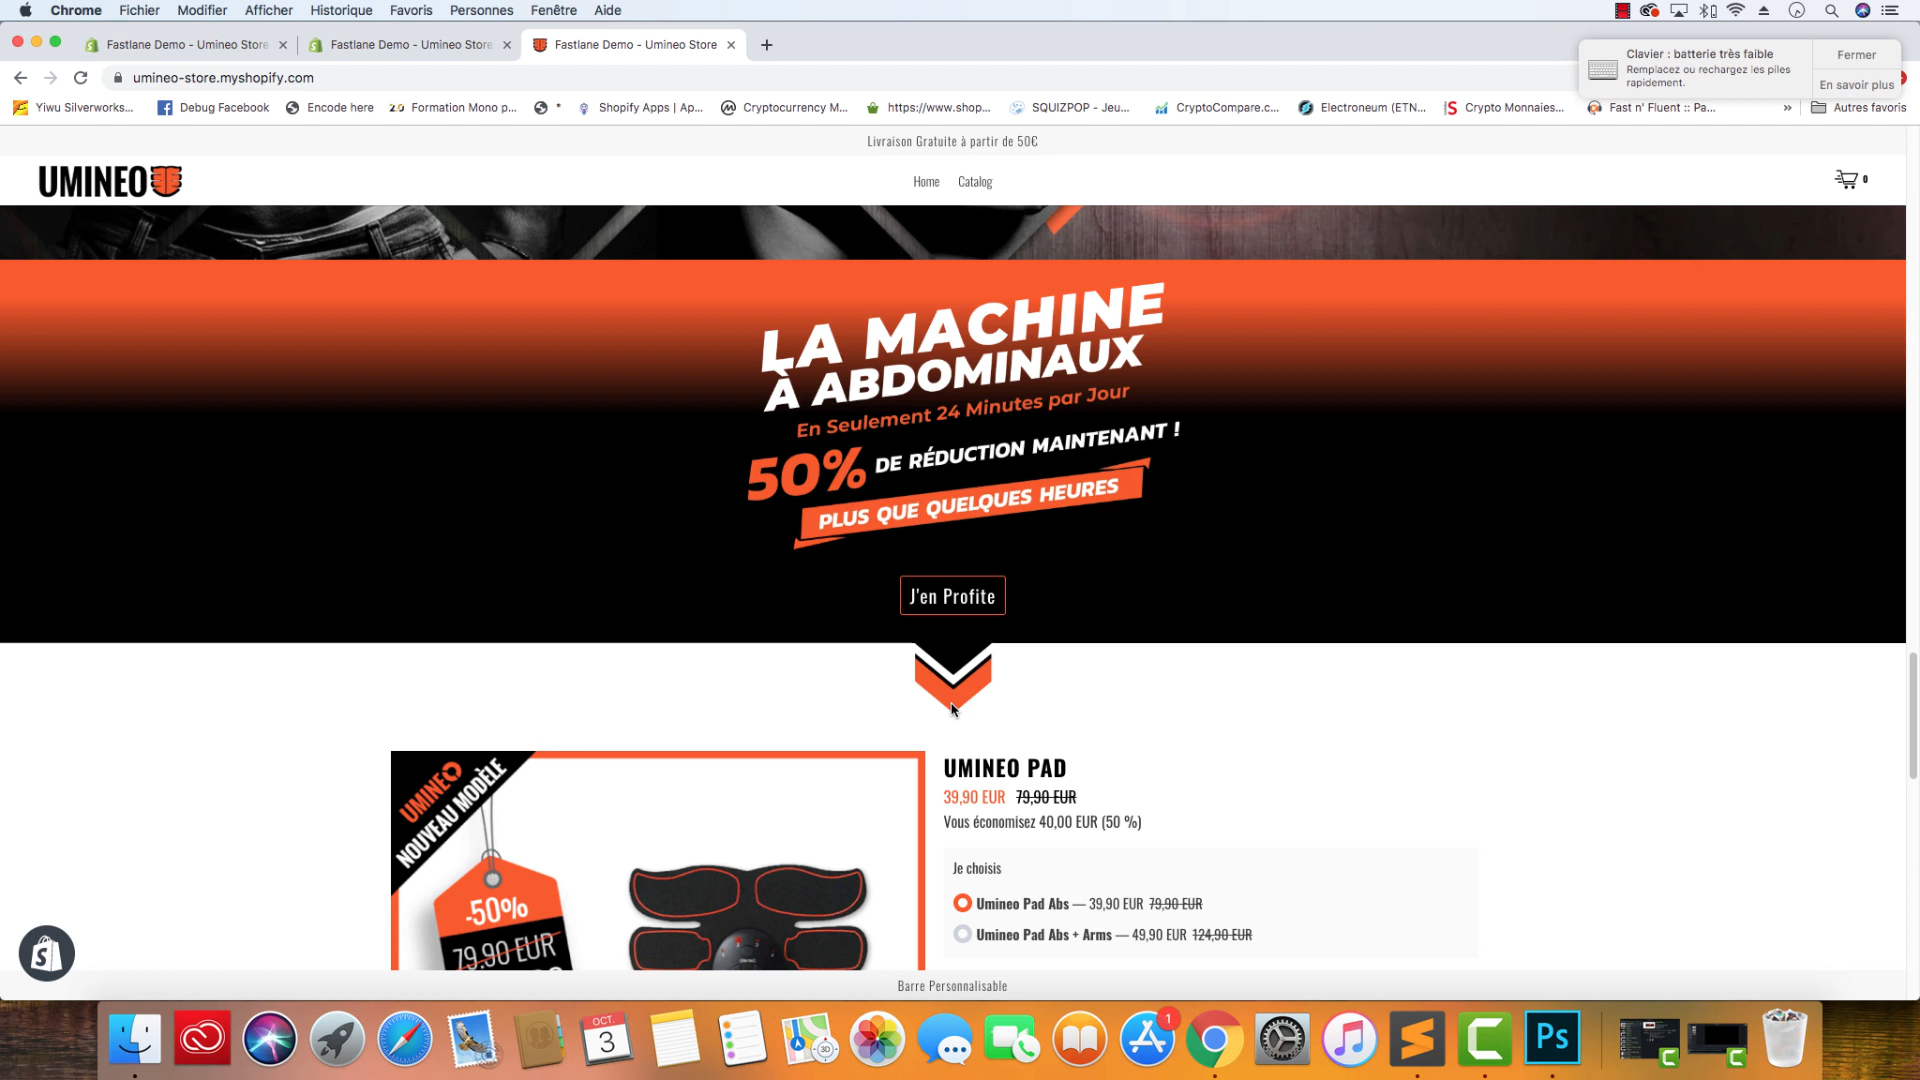 Chrome Fichier Modifier Afficher Historique Favoris Personnes Fenêtre Aide
Fastlane Demo - Umineo Store
Fastlane Demo - Umineo Store
Fastlane Demo - Umineo Store
Clavier : batterie très faible
Remplacez ou rechargez les piles
rapidement.
Fermer
En savoir plus
umineo-store.myshopify.com
Yiwu Silverworks...
Debug Facebook
Encode here
2.0 Formation Mono p...
*
Shopify Apps | Ap...
Cryptocurrency M...
https://www.shop...
SQUIZPOP - Jeu...
CryptoCompare.c...
Electroneum (ETN...
Crypto Monnaies...
Fast n' Fluent :: Pa...
»
Autres favoris
Livraison Gratuite à partir de 50€
UMINEO
Home
Catalog
0
LA MACHINE
À ABDOMINAUX
En Seulement 24 Minutes par Jour
50% DE RÉDUCTION MAINTENANT !
PLUS QUE QUELQUES HEURES
J'en Profite
UMINEO
NOUVEAU MODÈLE
-50%
79.90 EUR
UMINEO PAD
39,90 EUR 79,90 EUR
Vous économisez 40,00 EUR (50 %)
Je choisis
Umineo Pad Abs — 39,90 EUR 79,90 EUR
Umineo Pad Abs + Arms — 49,90 EUR 124,90 EUR
Barre Personnalisable
OCT.
3
3D
1
Ps